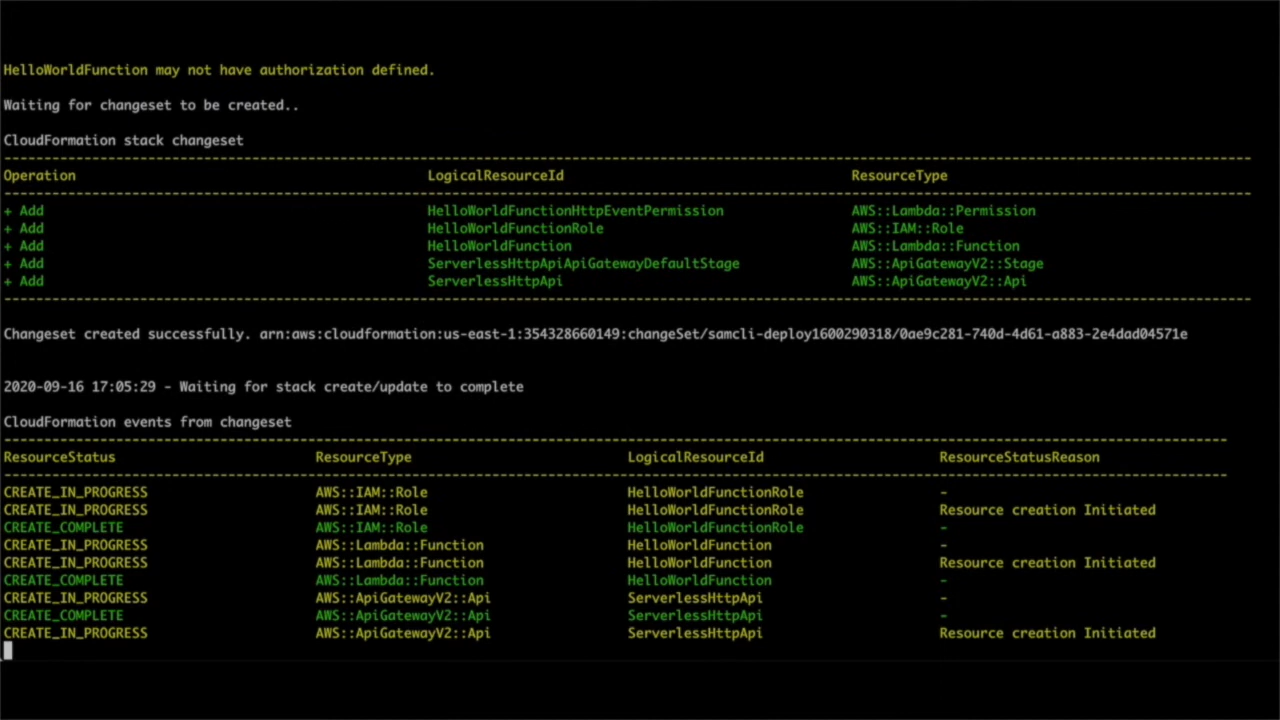 HelloWorldFunction may not have authorization defined.
Waiting for changeset to be created..
CloudFormation stack changeset
Operation LogicalResourceId ResourceType
+ Add HelloWorldFunctionHttpEventPermission AWS::Lambda::Permission
+ Add HelloWorldFunctionRole AWS::IAM::Role
+ Add HelloWorldFunction AWS::Lambda::Function
+ Add ServerlessHttpApiApiGatewayDefaultStage AWS::ApiGatewayV2::Stage
+ Add ServerlessHttpApi AWS::ApiGatewayV2::Api
Changeset created successfully. arn:aws:cloudformation:us-east-1:354328660149:changeSet/samcli-deploy1600290318/0ae9c281-740d-4d61-a883-2e4dad04571e
2020-09-16 17:05:29 - Waiting for stack create/update to complete
CloudFormation events from changeset
ResourceStatus ResourceType LogicalResourceId ResourceStatusReason
CREATE_IN_PROGRESS AWS::IAM::Role HelloWorldFunctionRole -
CREATE_IN_PROGRESS AWS::IAM::Role HelloWorldFunctionRole Resource creation Initiated
CREATE_COMPLETE AWS::IAM::Role HelloWorldFunctionRole -
CREATE_IN_PROGRESS AWS::Lambda::Function HelloWorldFunction -
CREATE_IN_PROGRESS AWS::Lambda::Function HelloWorldFunction Resource creation Initiated
CREATE_COMPLETE AWS::Lambda::Function HelloWorldFunction -
CREATE_IN_PROGRESS AWS::ApiGatewayV2::Api ServerlessHttpApi -
CREATE_COMPLETE AWS::ApiGatewayV2::Api ServerlessHttpApi -
CREATE_IN_PROGRESS AWS::ApiGatewayV2::Api ServerlessHttpApi Resource creation Initiated